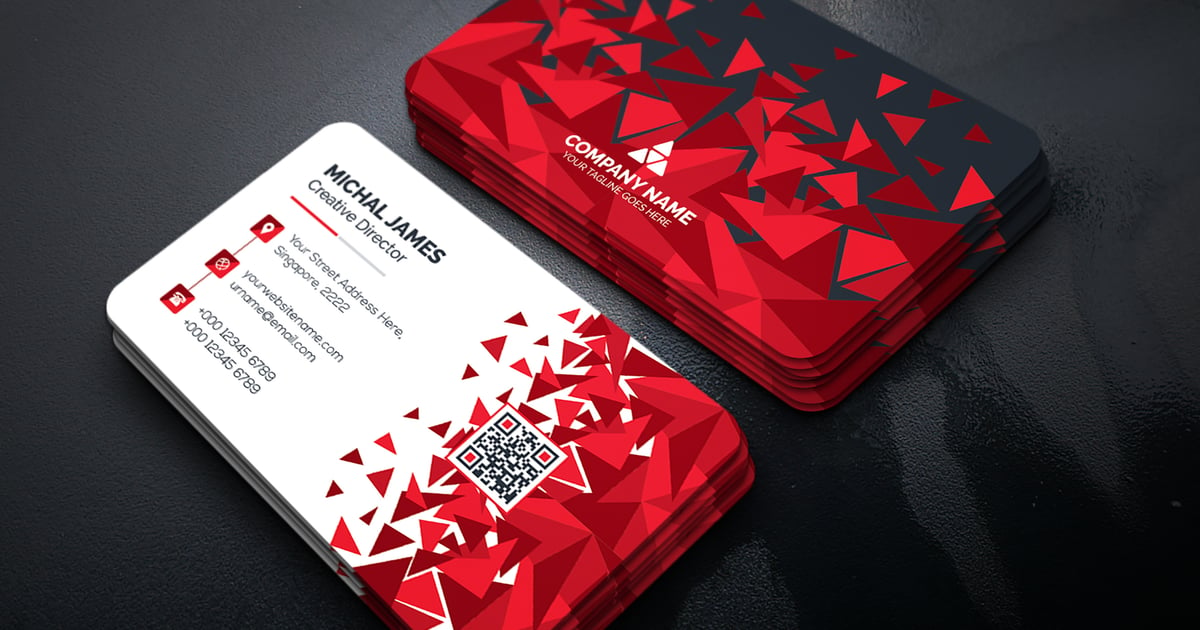 MICHAL JAMES
Creative Director
Your Street Address Here,
Singapore, 22222
yourwebsitename.com
urname@email.com
+000 12345 6789
+000 12345 6789
COMPANY NAME
YOUR TAGLINE GOES HERE